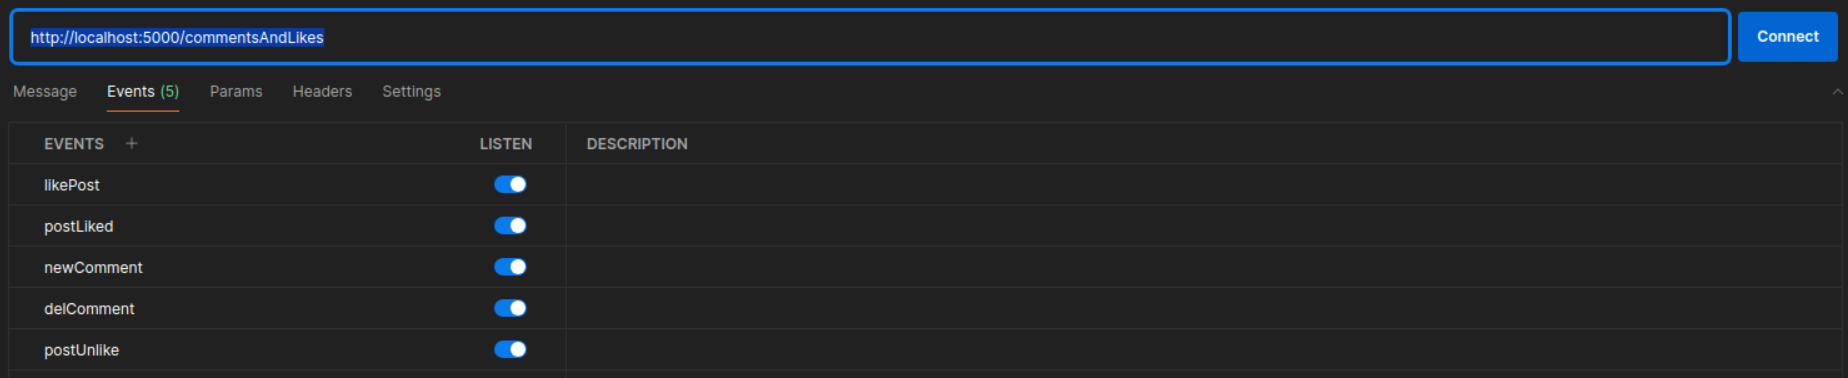 http://localhost:5000/commentsAndLikes
Connect
Message Events (5) Params Headers Settings
EVENTS + LISTEN DESCRIPTION
likePost
postLiked
newComment
delComment
postUnlike